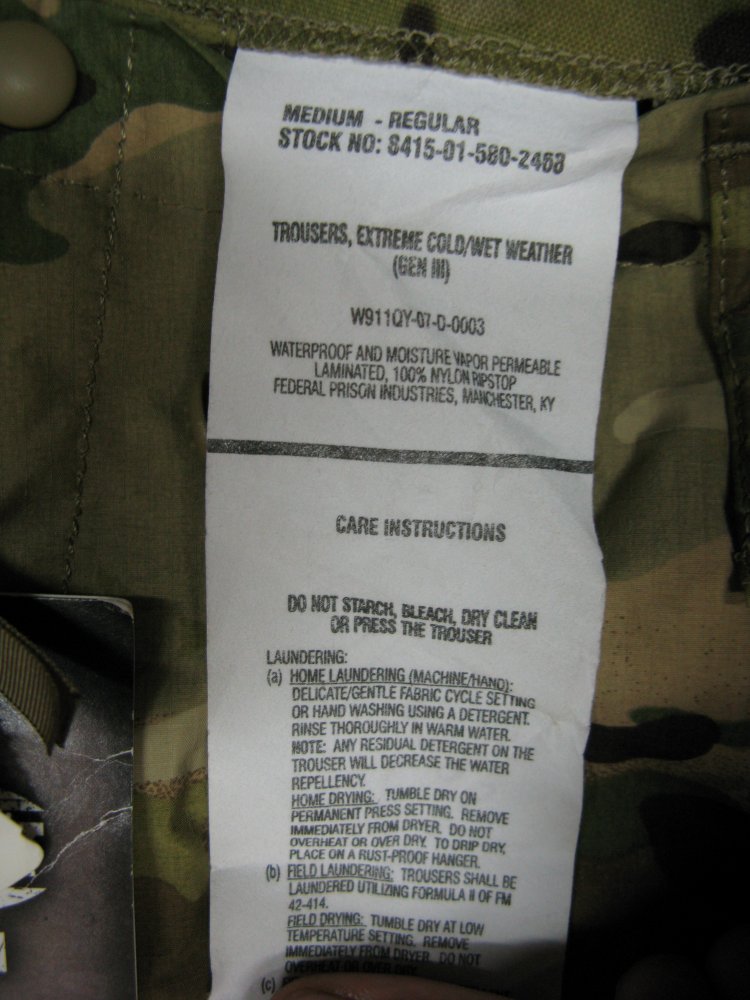 MEDIUM - REGULAR
STOCK NO: 8415-01-580-2468
TROUSERS, EXTREME COLD/WET WEATHER
(GEN III)
W911QY-07-D-0003
WATERPROOF AND MOISTURE VAPOR PERMEABLE
LAMINATED, 100% NYLON RIPSTOP
FEDERAL PRISON INDUSTRIES, MANCHESTER, KY
CARE INSTRUCTIONS
DO NOT STARCH, BLEACH, DRY CLEAN
OR PRESS THE TROUSER
LAUNDERING:
(a) HOME LAUNDERING (MACHINE/HAND):
DELICATE/GENTLE FABRIC CYCLE SETTING
OR HAND WASHING USING A DETERGENT.
RINSE THOROUGHLY IN WARM WATER.
NOTE: ANY RESIDUAL DETERGENT ON THE
TROUSER WILL DECREASE THE WATER
REPELLENCY.
HOME DRYING: TUMBLE DRY ON
PERMANENT PRESS SETTING. REMOVE
IMMEDIATELY FROM DRYER. DO NOT
OVERHEAT OR OVER DRY. TO DRIP DRY,
PLACE ON A RUST-PROOF HANGER.
(b) FIELD LAUNDERING: TROUSERS SHALL BE
LAUNDERED UTILIZING FORMULA II OF FM
42-414.
FIELD DRYING: TUMBLE DRY AT LOW
TEMPERATURE SETTING. REMOVE
IMMEDIATELY FROM DRYER. DO NOT
OVERHEAT OR OVER DRY.
(c)